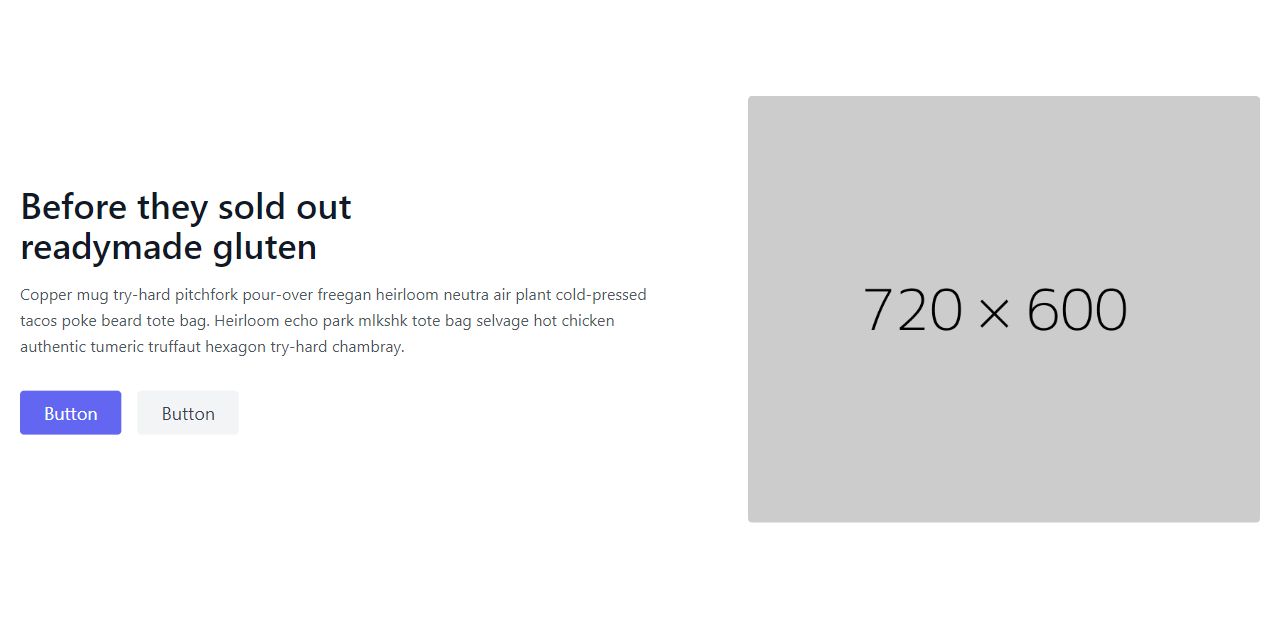 Before they sold out
readymade gluten
Copper mug try-hard pitchfork pour-over freegan heirloom neutra air plant cold-pressed
tacos poke beard tote bag. Heirloom echo park mlkshk tote bag selvage hot chicken
authentic tumeric truffaut hexagon try-hard chambray.
Button Button
720 × 600